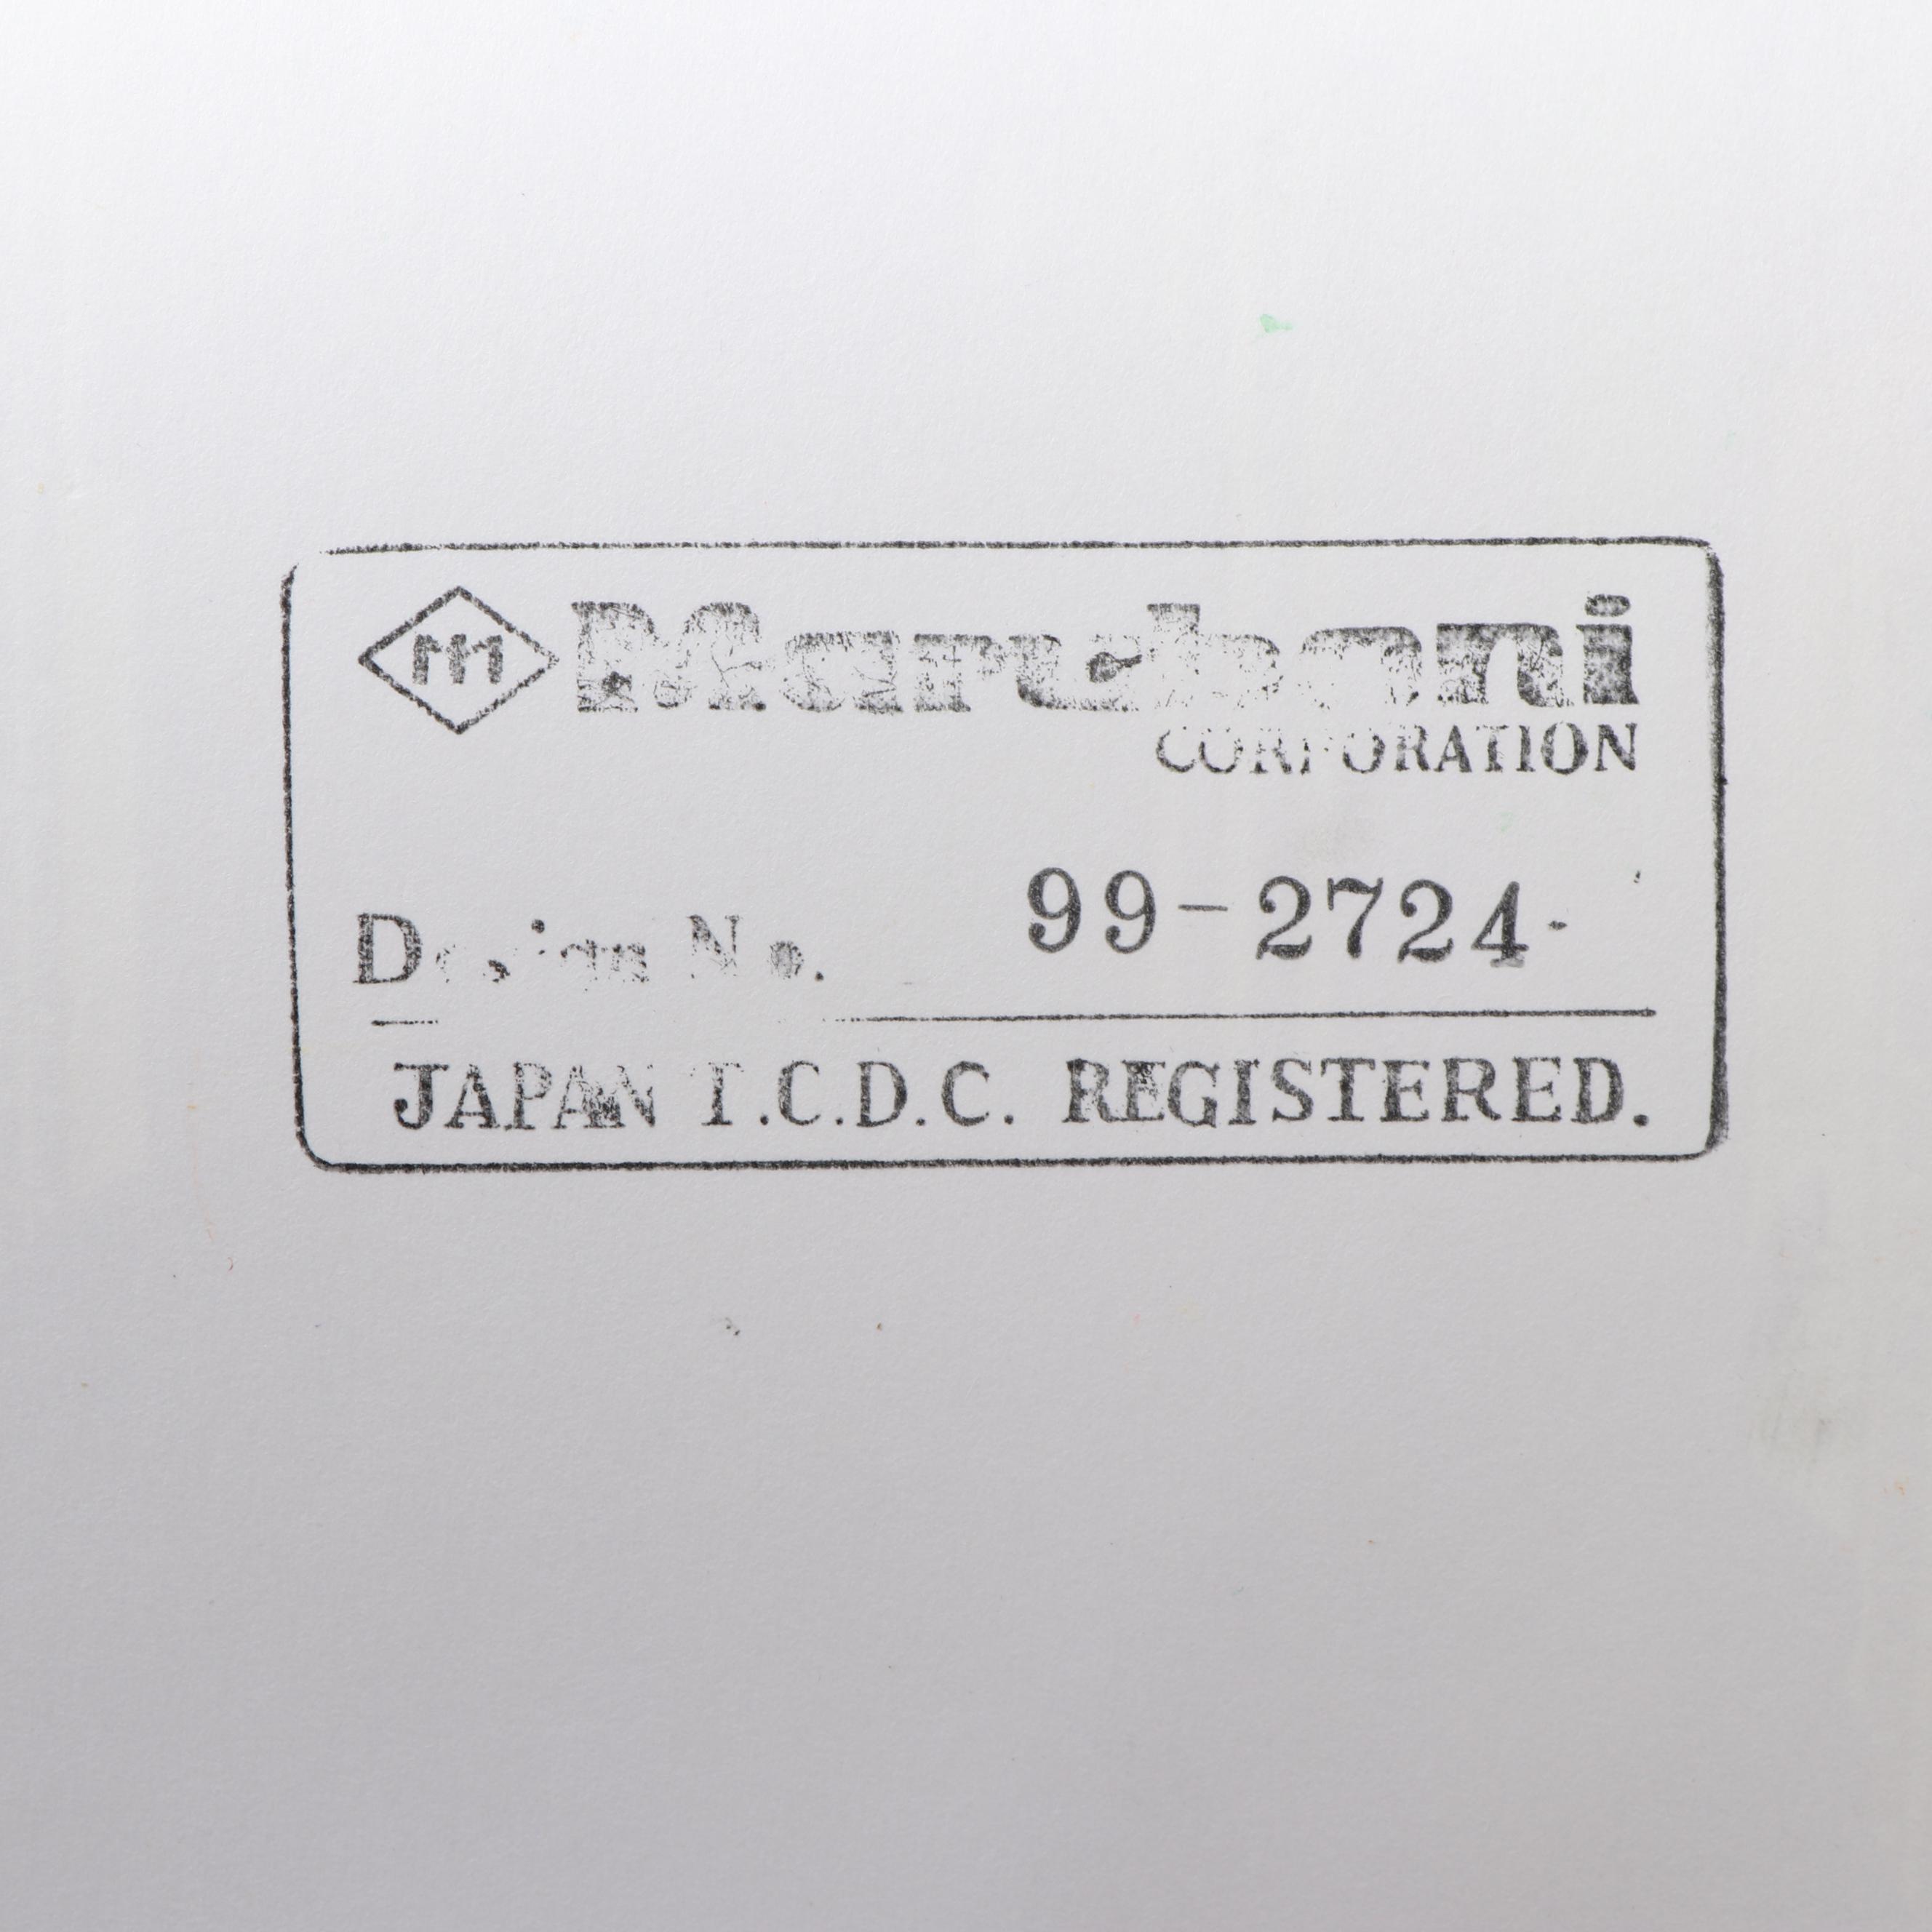 m Marubeni
CORPORATION
Design No. 99-2724
JAPAN T.C.D.C. REGISTERED.